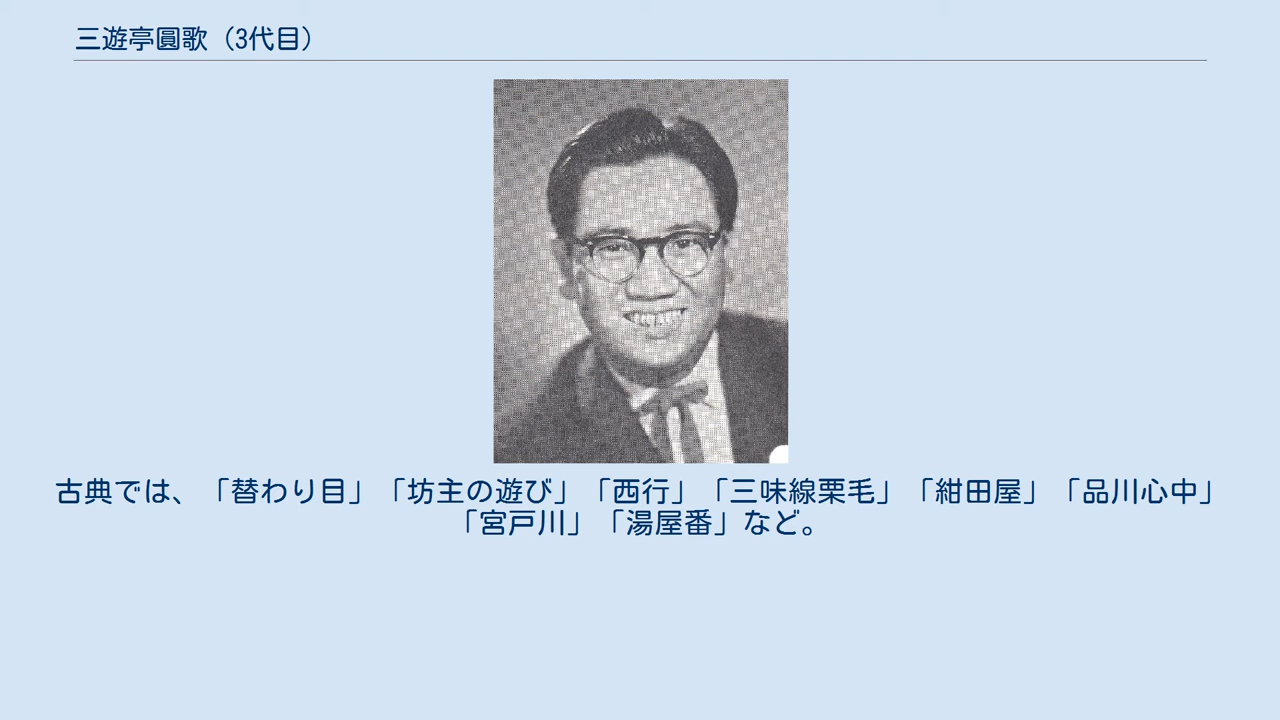 三遊亭圓歌（3代目）
古典では、「替わり目」「坊主の遊び」「西行」「三味線栗毛」「紺田屋」「品川心中」
「宮戸川」「湯屋番」など。